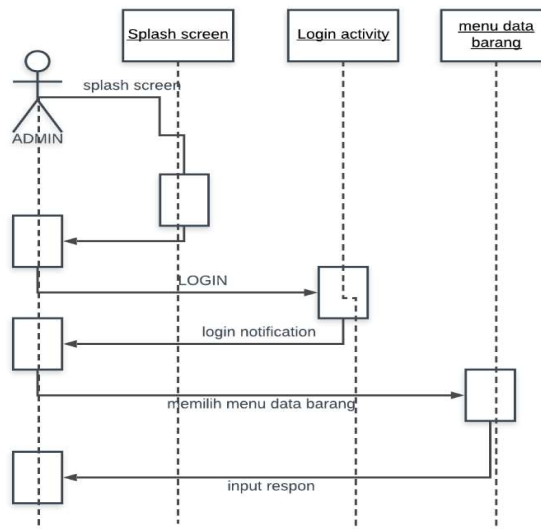 Splash screen
Login activity
menu data
barang
splash screen
ADMIN
LOGIN
login notification
memilih menu data barang
input respon